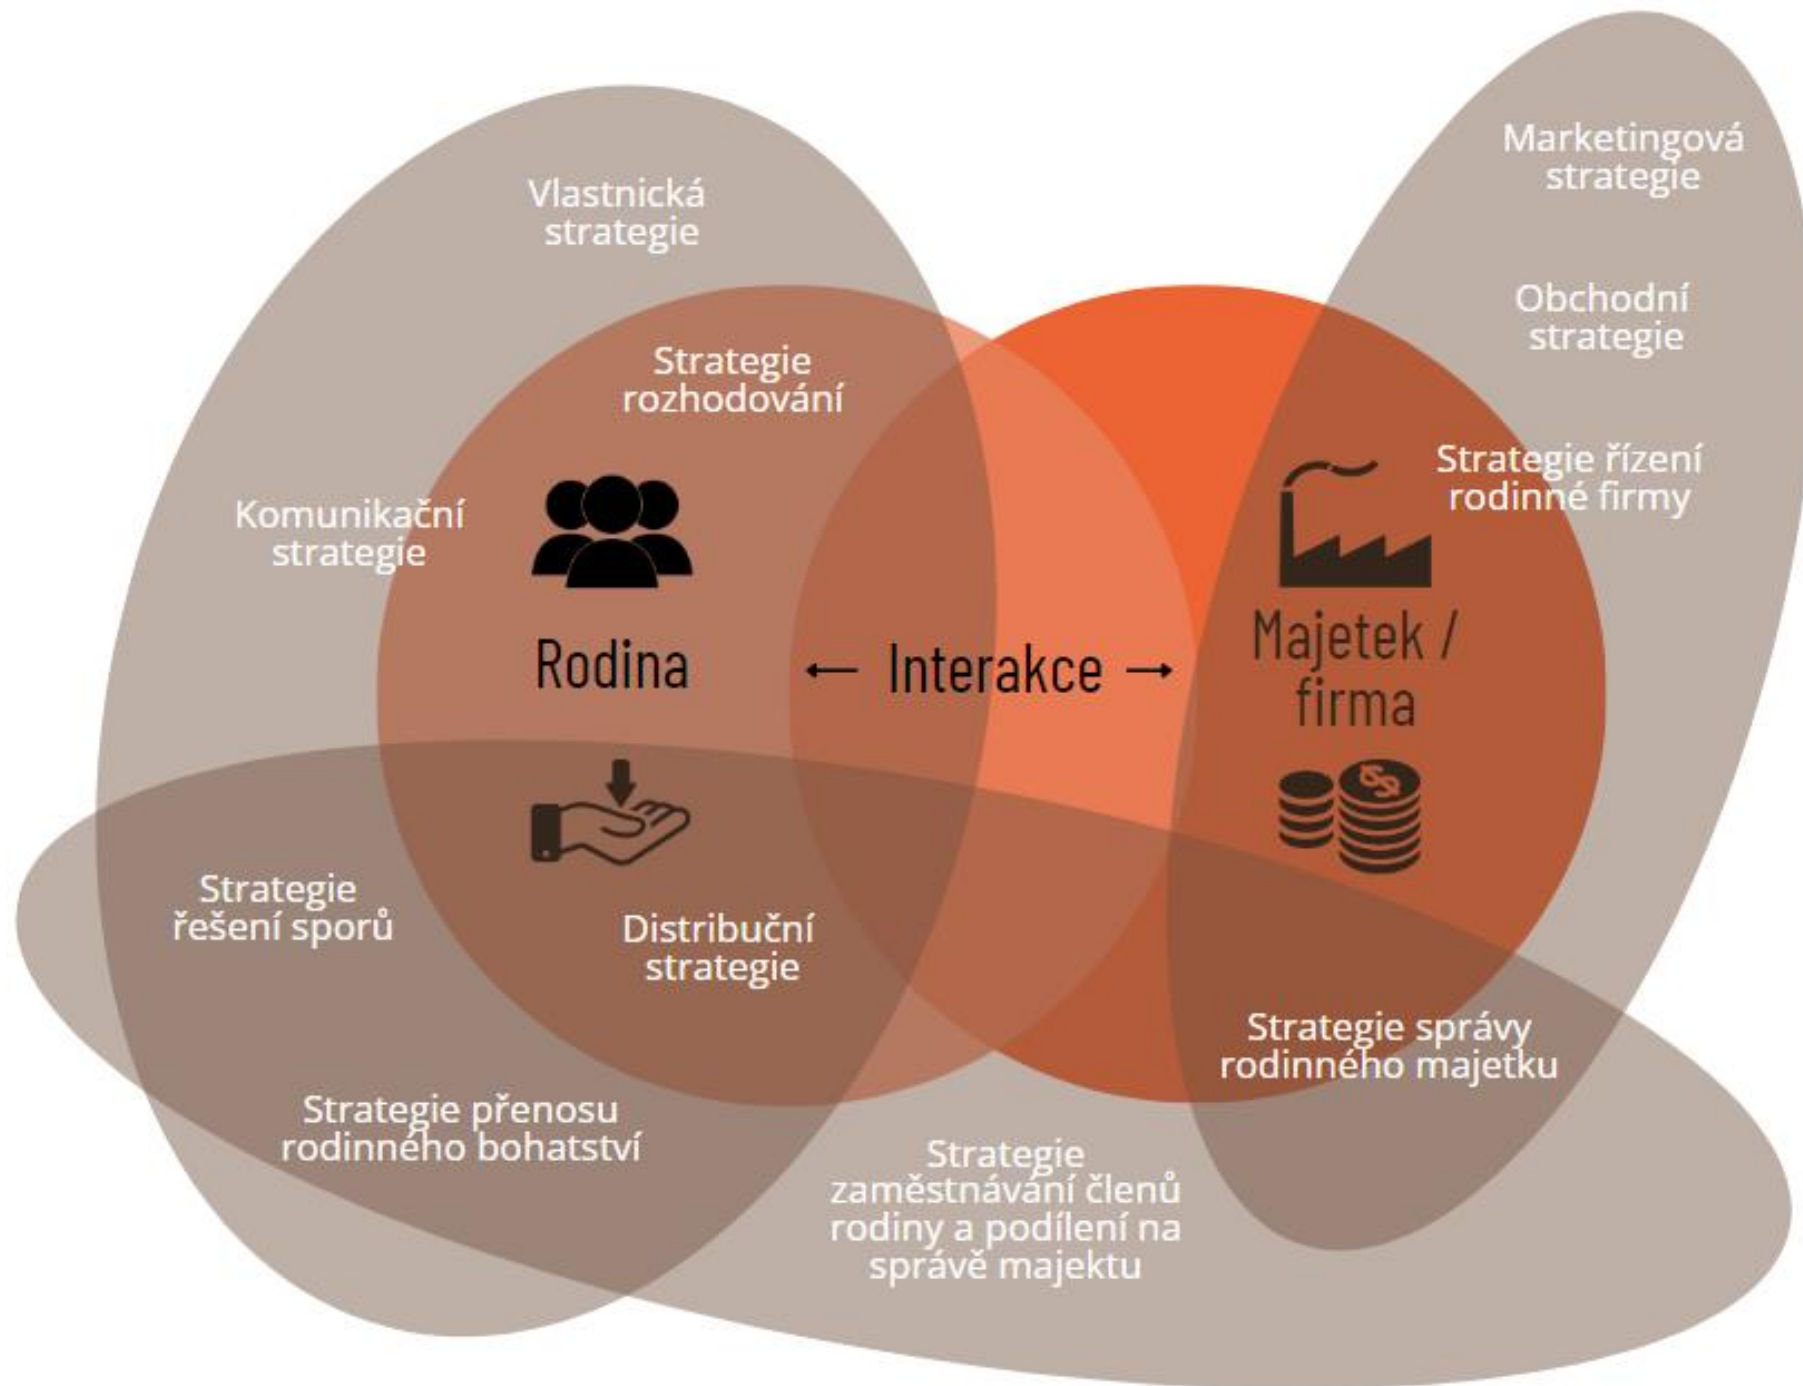 Marketingová
strategie
Vlastnická
strategie
Obchodní
strategie
Strategie
rozhodování
Strategie řízení
rodinné firmy
Komunikační
strategie
Rodina
← Interakce →
Majetek /
firma
$
Strategie
řešení sporů
Distribuční
strategie
Strategie správy
rodinného majetku
Strategie přenosu
rodinného bohatství
Strategie
zaměstnávání členů
rodiny a podílení na
správě majektu